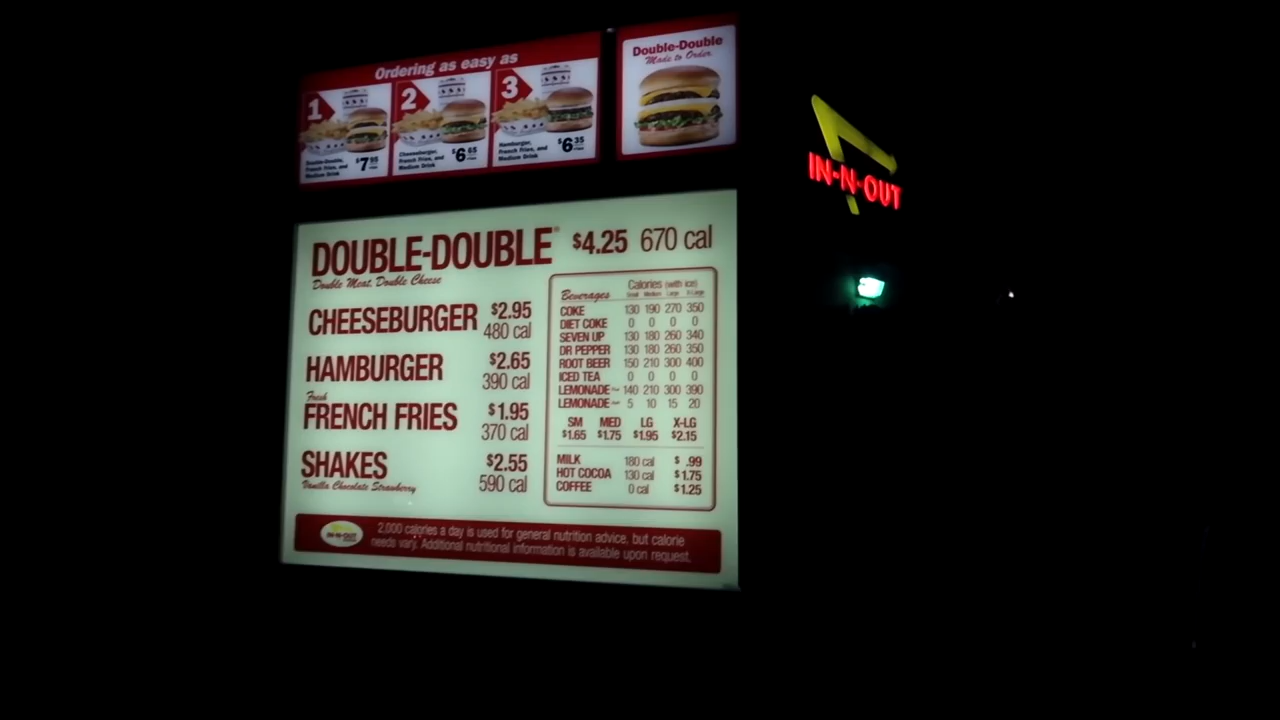 Ordering as easy as
1
Double-Double,
French Fries, and
Medium Drink
$7 95
2
Cheeseburger,
French Fries, and
Medium Drink
$6 65
3
Hamburger,
French Fries, and
Medium Drink
$6 35
Double-Double
Made to Order
IN-N-OUT
DOUBLE-DOUBLE® $4.25 670 cal
Double Meat, Double Cheese
CHEESEBURGER $2.95
480 cal
HAMBURGER $2.65
390 cal
Fresh
FRENCH FRIES $1.95
370 cal
SHAKES $2.55
Vanilla Chocolate Strawberry 590 cal
Calories (with ice)
Beverages Small Medium Large X-Large
COKE 130 190 270 350
DIET COKE 0 0 0 0
SEVEN UP 130 180 260 340
DR PEPPER 130 180 260 350
ROOT BEER 150 210 300 400
ICED TEA 0 0 0 0
LEMONADE 140 210 300 390
LEMONADE 5 10 15 20
SM MED LG X-LG
$1.65 $1.75 $1.95 $2.15
MILK 180 cal $ .99
HOT COCOA 130 cal $1.75
COFFEE 0 cal $1.25
IN-N-OUT
2,000 calories a day is used for general nutrition advice, but calorie
needs vary. Additional nutritional information is available upon request.